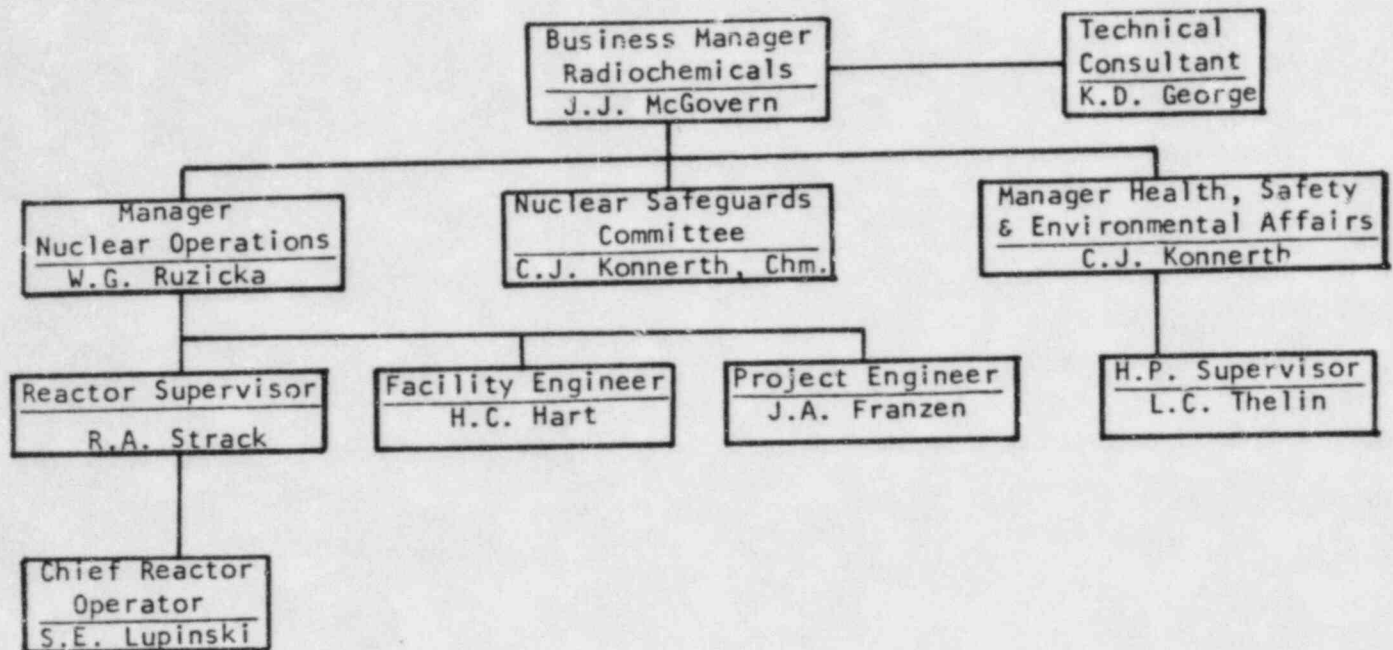 Business Manager
Radiochemicals
J.J. McGovern
Technical
Consultant
K.D. George
Manager
Nuclear Operations
W.G. Ruzicka
Nuclear Safeguards
Committee
C.J. Konnerth, Chm.
Manager Health, Safety
& Environmental Affairs
C.J. Konnerth
Reactor Supervisor
R.A. Strack
Facility Engineer
H.C. Hart
Project Engineer
J.A. Franzen
H.P. Supervisor
L.C. Thelin
Chief Reactor
Operator
S.E. Lupinski